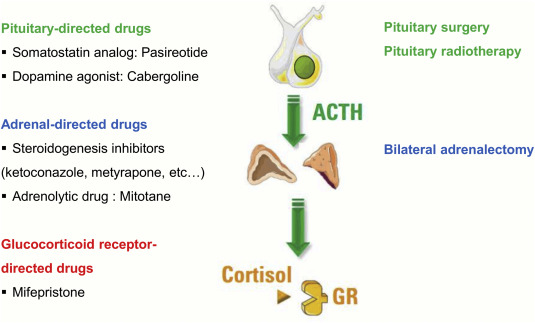 Pituitary-directed drugs
▪ Somatostatin analog: Pasireotide
▪ Dopamine agonist: Cabergoline
Pituitary surgery
Pituitary radiotherapy
ACTH
Adrenal-directed drugs
▪ Steroidogenesis inhibitors
(ketoconazole, metyrapone, etc…)
▪ Adrenolytic drug : Mitotane
Bilateral adrenalectomy
Glucocorticoid receptor-
directed drugs
▪ Mifepristone
Cortisol
GR